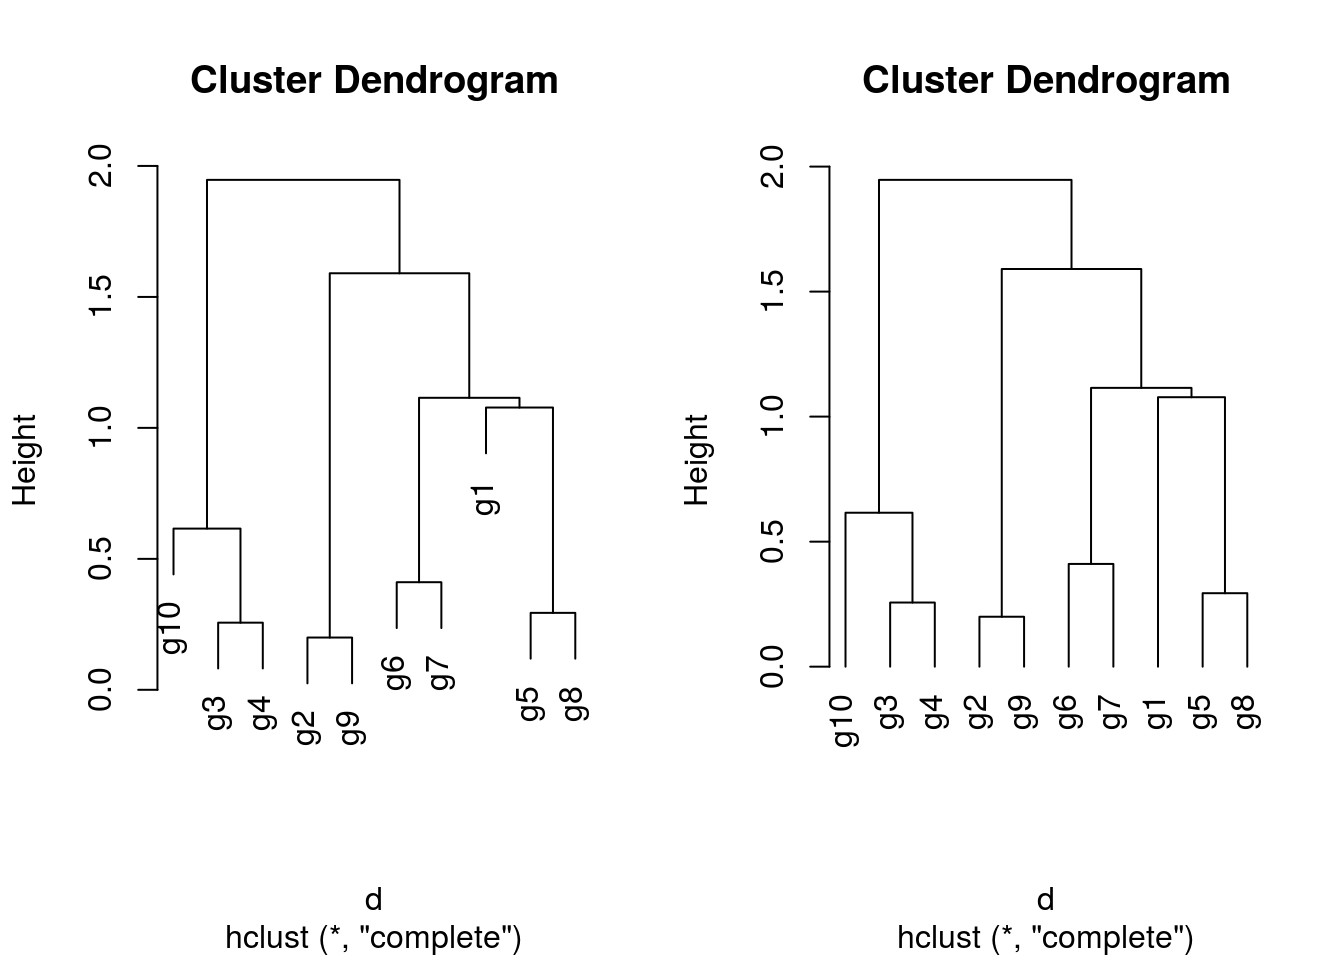 Cluster Dendrogram
Height
2.0
1.5
1.0
0.5
0.0
g10
g3
g4
g2
g9
g6
g7
g1
g5
g8
d
hclust (*, "complete")
Cluster Dendrogram
Height
2.0
1.5
1.0
0.5
0.0
g10
g3
g4
g2
g9
g6
g7
g1
g5
g8
d
hclust (*, "complete")